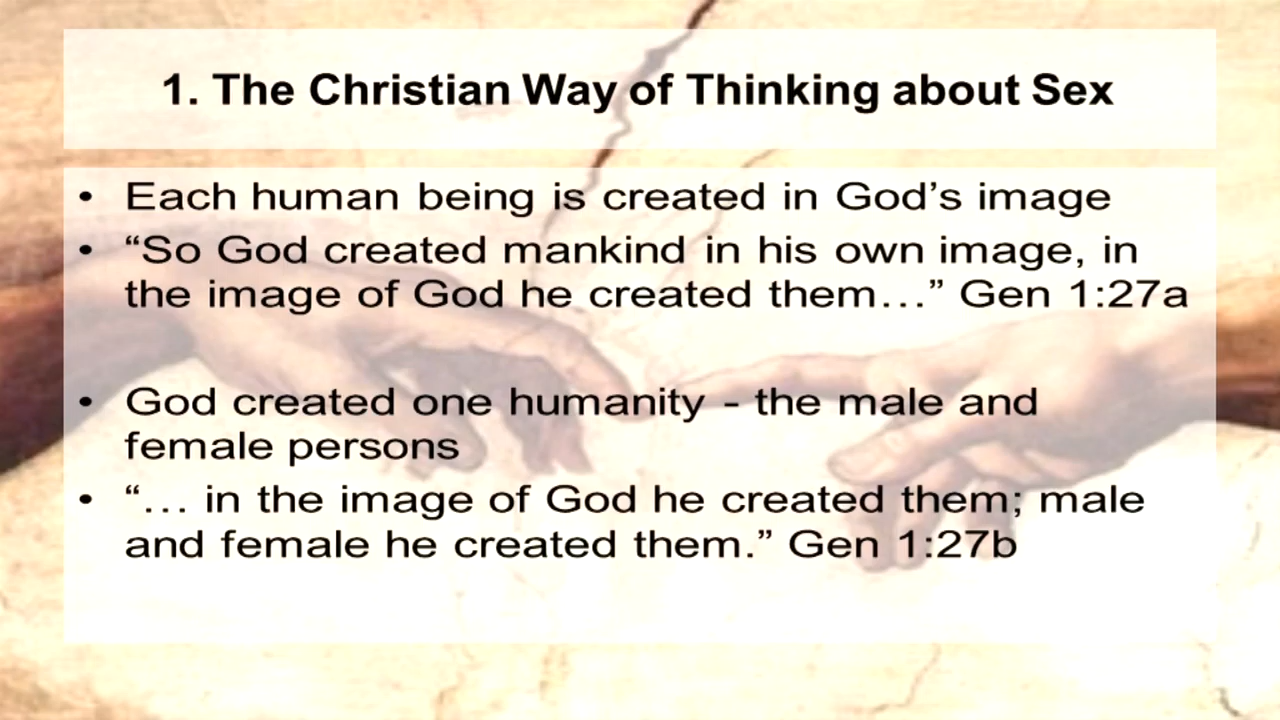 1. The Christian Way of Thinking about Sex
• Each human being is created in God’s image
• “So God created mankind in his own image, in
the image of God he created them…” Gen 1:27a
• God created one humanity - the male and
female persons
• “… in the image of God he created them; male
and female he created them.” Gen 1:27b